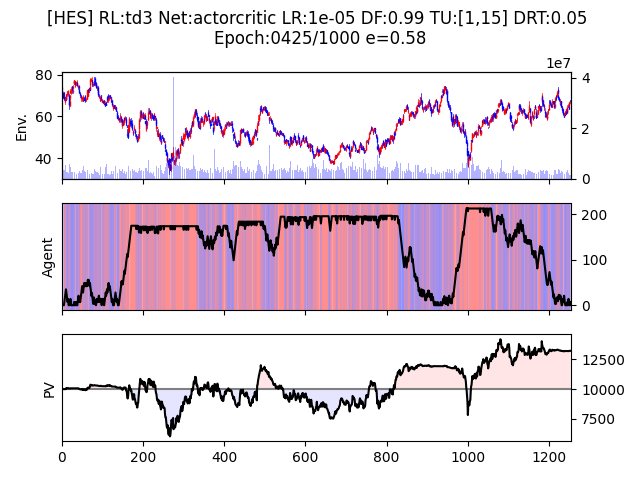 [HES] RL:td3 Net:actorcritic LR:1e-05 DF:0.99 TU:[1,15] DRT:0.05
Epoch:0425/1000 e=0.58
1e7
80
60
40
Env.
4
2
0
Agent
200
100
0
PV
12500
10000
7500
0 200 400 600 800 1000 1200